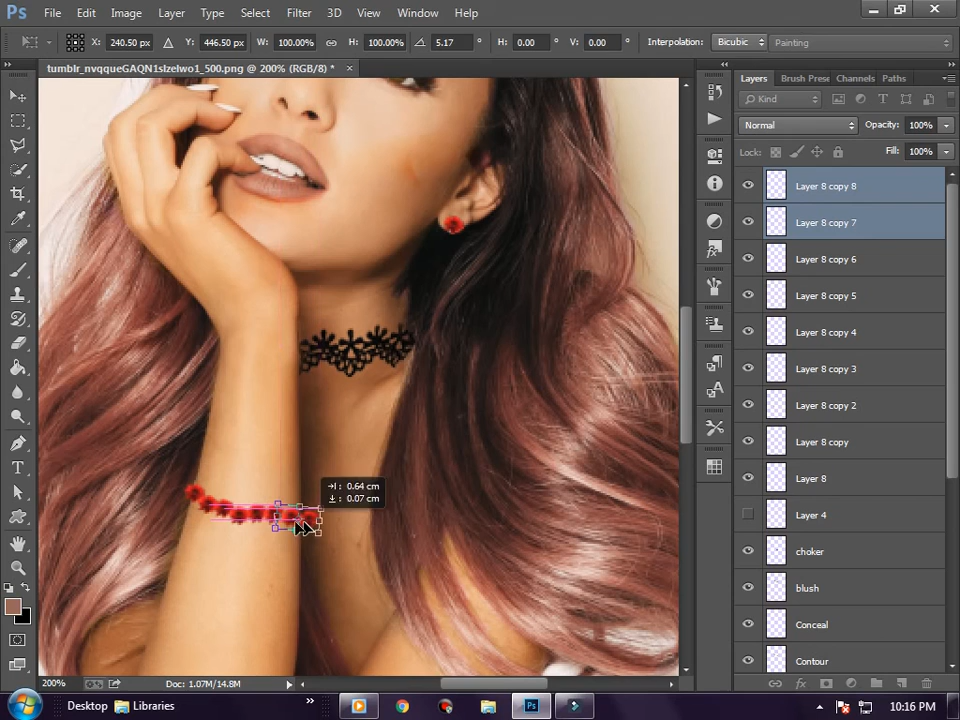 Ps File Edit Image Layer Type Select Filter 3D View Window Help
X: 240.50 px Y: 446.50 px W: 100.00% H: 100.00% 5.17 ° H: 0.00 ° V: 0.00 ° Interpolation: Bicubic Painting
tumblr_nvqqueGAQN1slzelwo1_500.png @ 200% (RGB/8) * ×
Layers Brush Prese Channels Paths
Kind
Normal Opacity: 100%
Lock: Fill: 100%
Layer 8 copy 8
Layer 8 copy 7
Layer 8 copy 6
Layer 8 copy 5
Layer 8 copy 4
Layer 8 copy 3
Layer 8 copy 2
Layer 8 copy
Layer 8
Layer 4
choker
blush
Conceal
Contour
→: 0.64 cm
↓: 0.07 cm
200% Doc: 1.07M/14.8M
Desktop Libraries » Ps 10:16 PM